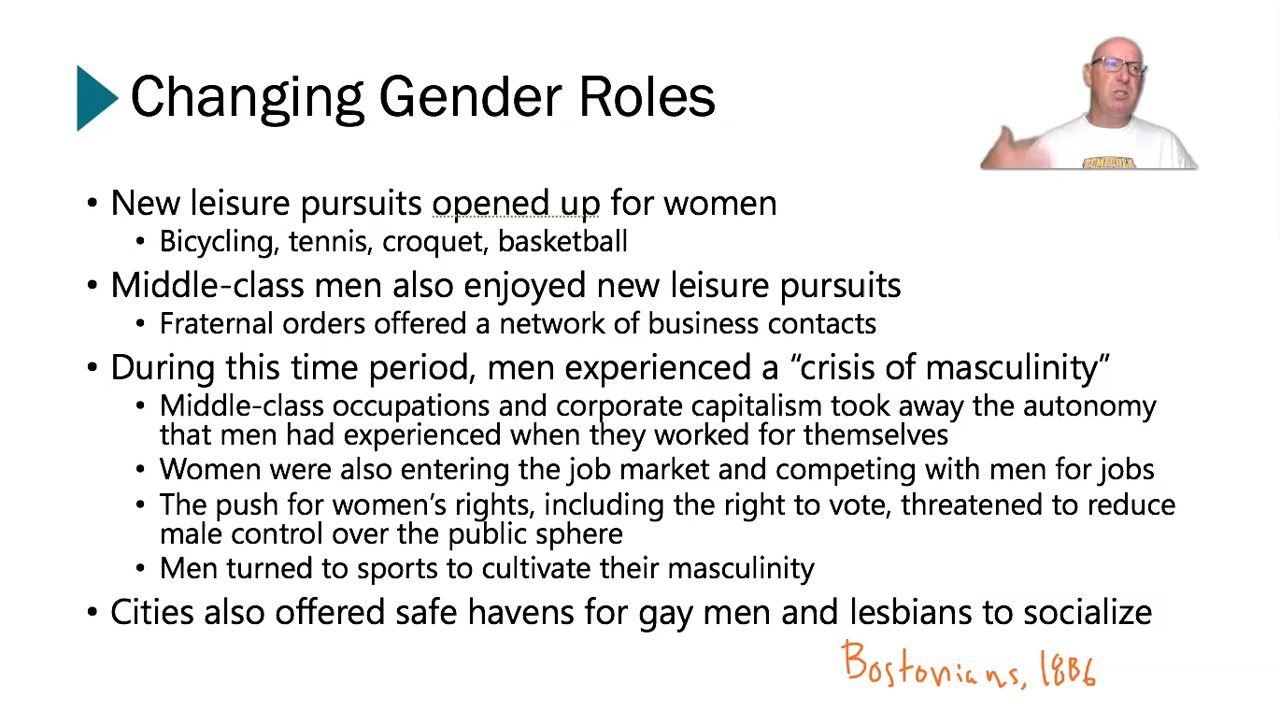 Changing Gender Roles
• New leisure pursuits opened up for women
• Bicycling, tennis, croquet, basketball
• Middle-class men also enjoyed new leisure pursuits
• Fraternal orders offered a network of business contacts
• During this time period, men experienced a “crisis of masculinity”
• Middle-class occupations and corporate capitalism took away the autonomy
that men had experienced when they worked for themselves
• Women were also entering the job market and competing with men for jobs
• The push for women’s rights, including the right to vote, threatened to reduce
male control over the public sphere
• Men turned to sports to cultivate their masculinity
• Cities also offered safe havens for gay men and lesbians to socialize
Bostonians, 1886